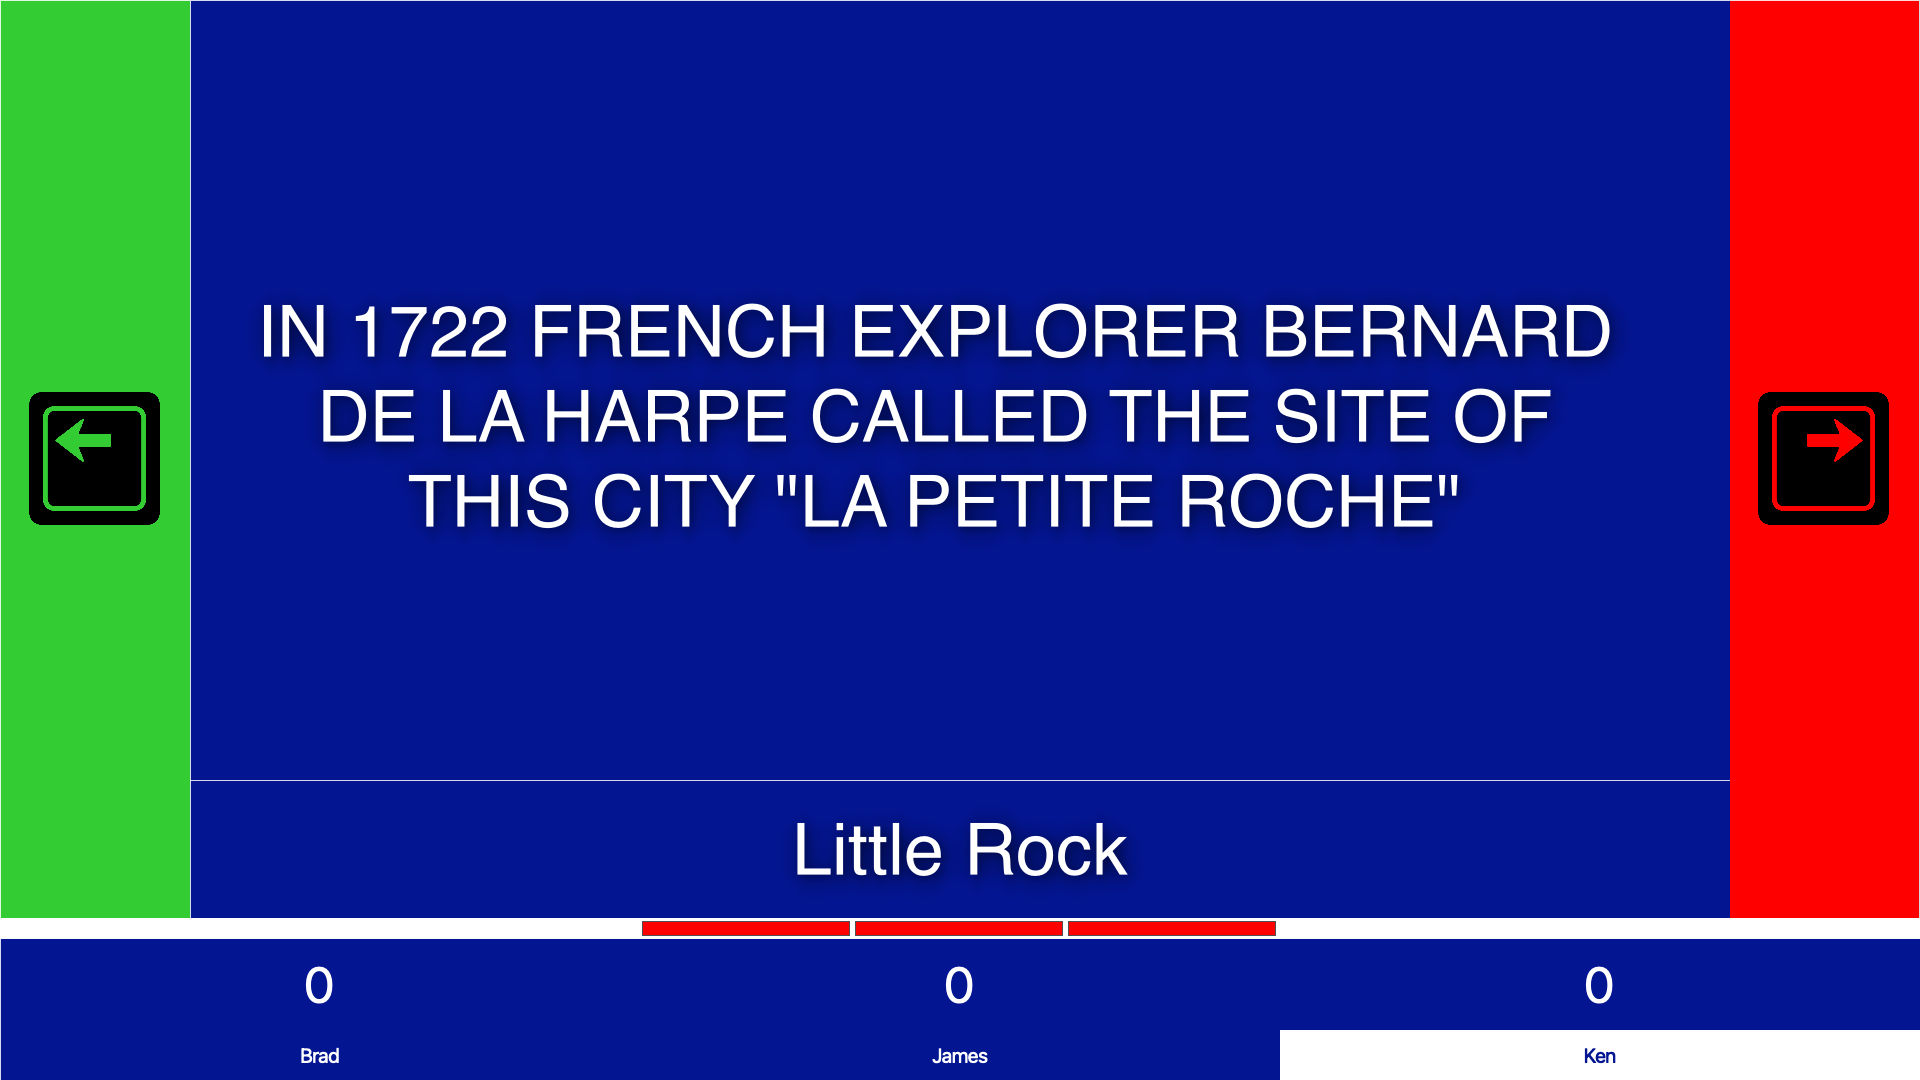 IN 1722 FRENCH EXPLORER BERNARD
DE LA HARPE CALLED THE SITE OF
THIS CITY "LA PETITE ROCHE"
Little Rock
0
0
0
Brad
James
Ken